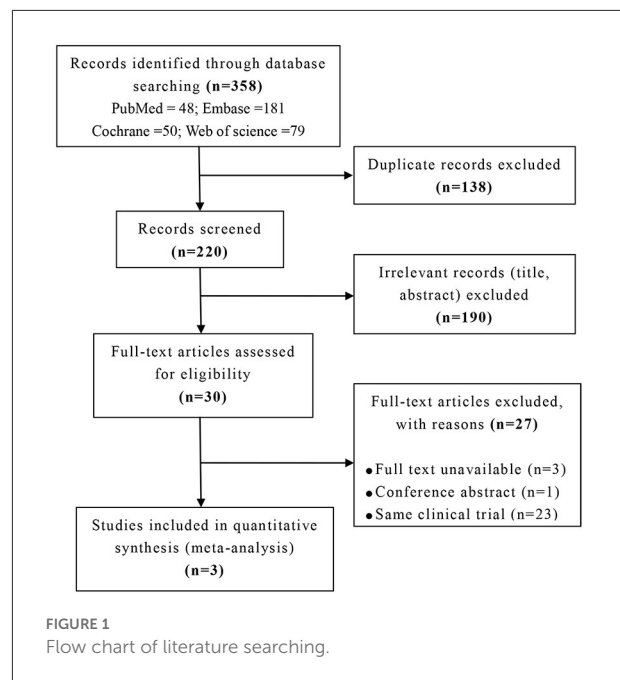 Records identified through database
searching (n=358)
PubMed = 48; Embase =181
Cochrane =50; Web of science =79
Duplicate records excluded
(n=138)
Records screened
(n=220)
Irrelevant records (title,
abstract) excluded
(n=190)
Full-text articles assessed
for eligibility
(n=30)
Full-text articles excluded,
with reasons (n=27)
● Full text unavailable (n=3)
● Conference abstract (n=1)
● Same clinical trial (n=23)
Studies included in quantitative
synthesis (meta-analysis)
(n=3)
FIGURE 1
Flow chart of literature searching.